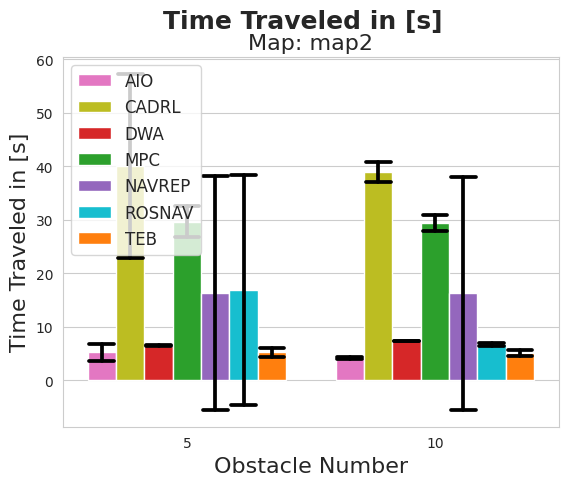 Time Traveled in [s]
Map: map2
60
50
40
30
20
10
0
Time Traveled in [s]
AIO
CADRL
DWA
MPC
NAVREP
ROSNAV
TEB
5
10
Obstacle Number